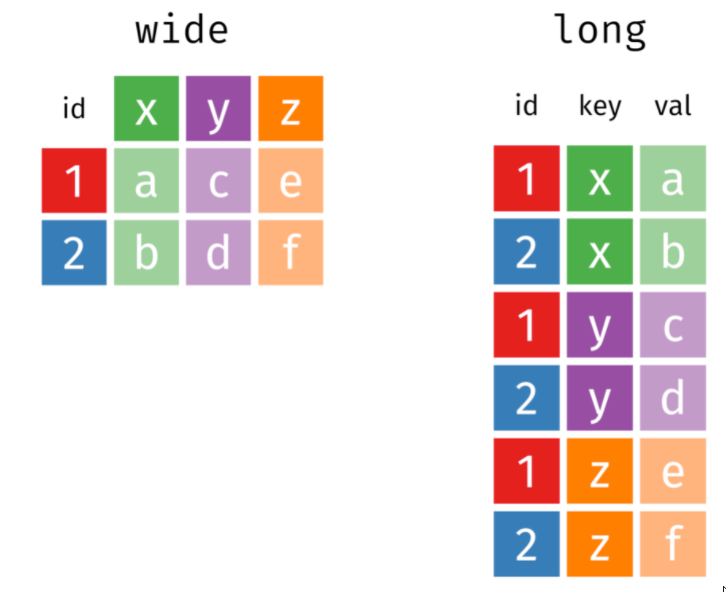 wide
id x y z
1 a c e
2 b d f
long
id key val
1 x a
2 x b
1 y c
2 y d
1 z e
2 z f